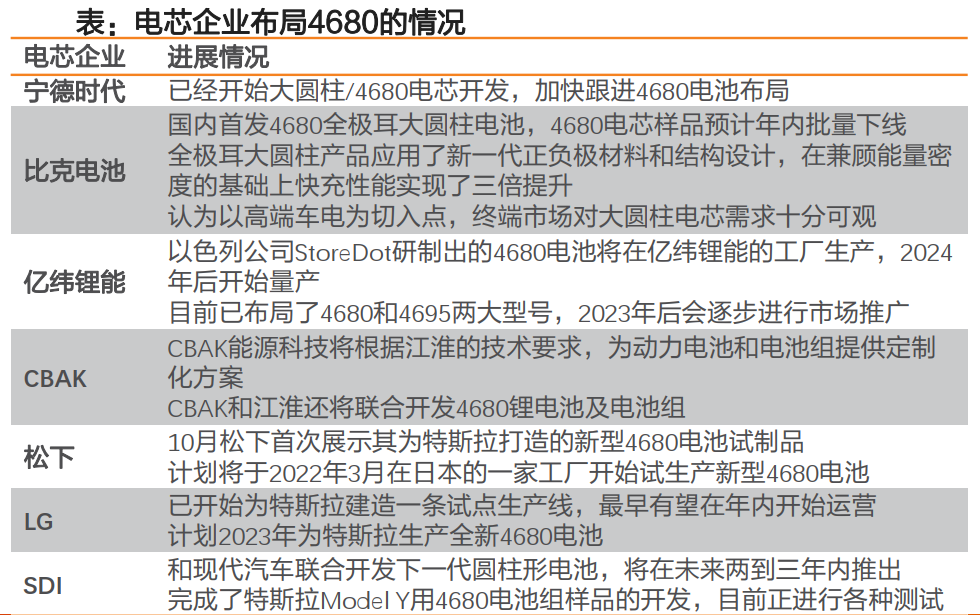 表：电芯企业布局4680的情况
电芯企业 进展情况
宁德时代 已经开始大圆柱/4680电芯开发，加快跟进4680电池布局
比克电池
国内首发4680全极耳大圆柱电池，4680电芯样品预计年内批量下线
全极耳大圆柱产品应用了新一代正负极材料和结构设计，在兼顾能量密
度的基础上快充性能实现了三倍提升
认为以高端车电为切入点，终端市场对大圆柱电芯需求十分可观
亿纬锂能
以色列公司StoreDot研制出的4680电池将在亿纬锂能的工厂生产，2024
年后开始量产
目前已布局了4680和4695两大型号，2023年后会逐步进行市场推广
CBAK
CBAK能源科技将根据江淮的技术要求，为动力电池和电池组提供定制
化方案
CBAK和江淮还将联合开发4680锂电池及电池组
松下
10月松下首次展示其为特斯拉打造的新型4680电池试制品
计划将于2022年3月在日本的一家工厂开始试生产新型4680电池
LG
已开始为特斯拉建造一条试点生产线，最早有望在年内开始运营
计划2023年为特斯拉生产全新4680电池
SDI
和现代汽车联合开发下一代圆柱形电池，将在未来两到三年内推出
完成了特斯拉Model Y用4680电池组样品的开发，目前正进行各种测试